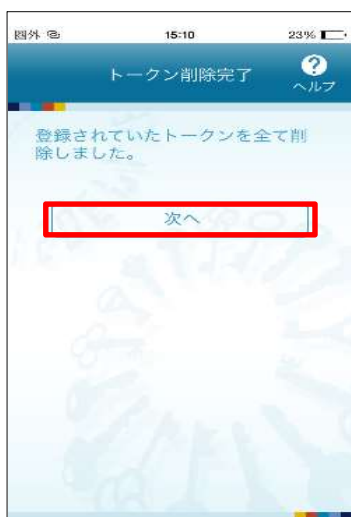 圏外 15:10 23%
トークン削除完了
?
ヘルプ
登録されていたトークンを全て削
除しました。
次へ